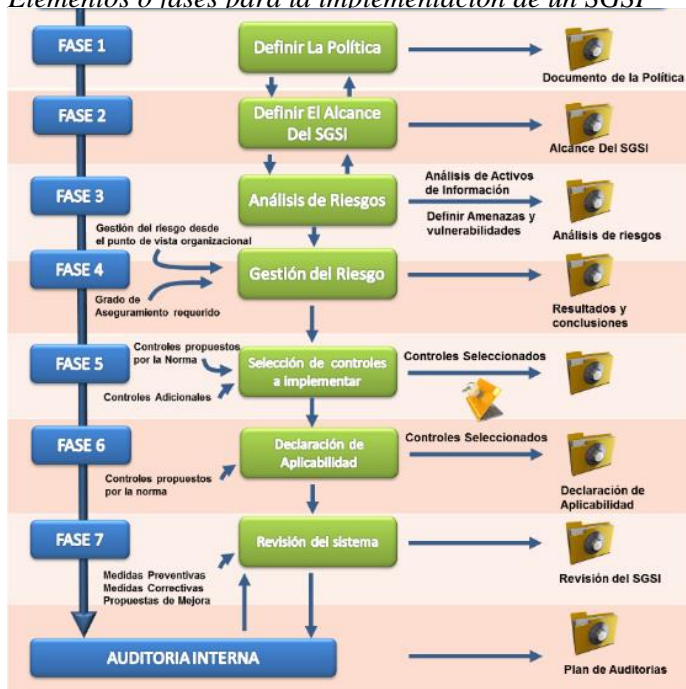 Elementos o fases para la implementación de un SGSI
FASE 1
Definir La Política
Documento de la Política
FASE 2
Definir El Alcance
Del SGSI
Alcance Del SGSI
FASE 3
Análisis de Riesgos
Análisis de Activos
de Información
Definir Amenazas y
vulnerabilidades
Análisis de riesgos
Gestión del riesgo desde
el punto de vista organizacional
FASE 4
Gestión del Riesgo
Grado de
Aseguramiento requerido
Resultados y
conclusiones
Controles propuestos
por la Norma
FASE 5
Selección de controles
a implementar
Controles Seleccionados
Controles Adicionales
FASE 6
Declaración de
Aplicabilidad
Controles Seleccionados
Controles propuestos
por la norma
Declaración de
Aplicabilidad
FASE 7
Revisión del sistema
Medidas Preventivas
Medidas Correctivas
Propuestas de Mejora
Revisión del SGSI
AUDITORIA INTERNA
Plan de Auditorias